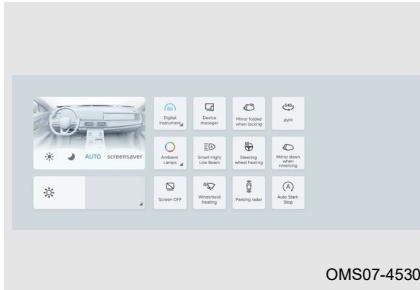 Digital
Instrument
Device
manager
Mirror folded
when locking
gync
AUTO screensaver
Ambient
Lamps
Smart High/
Low Beam
Steering
wheel heating
Mirror down
when
reversing
Screen OFF
Windshield
heating
Parking radar
Auto Start
Stop
OMS07-4530